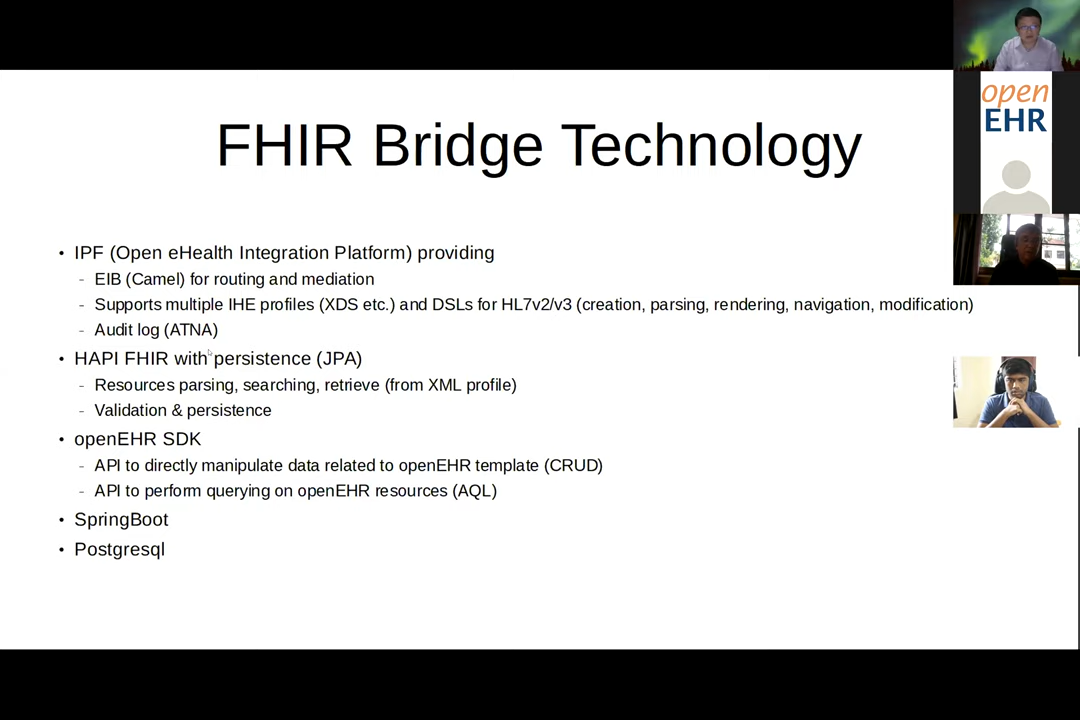 FHIR Bridge Technology
• IPF (Open eHealth Integration Platform) providing
- EIB (Camel) for routing and mediation
- Supports multiple IHE profiles (XDS etc.) and DSLs for HL7v2/v3 (creation, parsing, rendering, navigation, modification)
- Audit log (ATNA)
• HAPI FHIR with persistence (JPA)
- Resources parsing, searching, retrieve (from XML profile)
- Validation & persistence
• openEHR SDK
- API to directly manipulate data related to openEHR template (CRUD)
- API to perform querying on openEHR resources (AQL)
• SpringBoot
• Postgresql
open
EHR